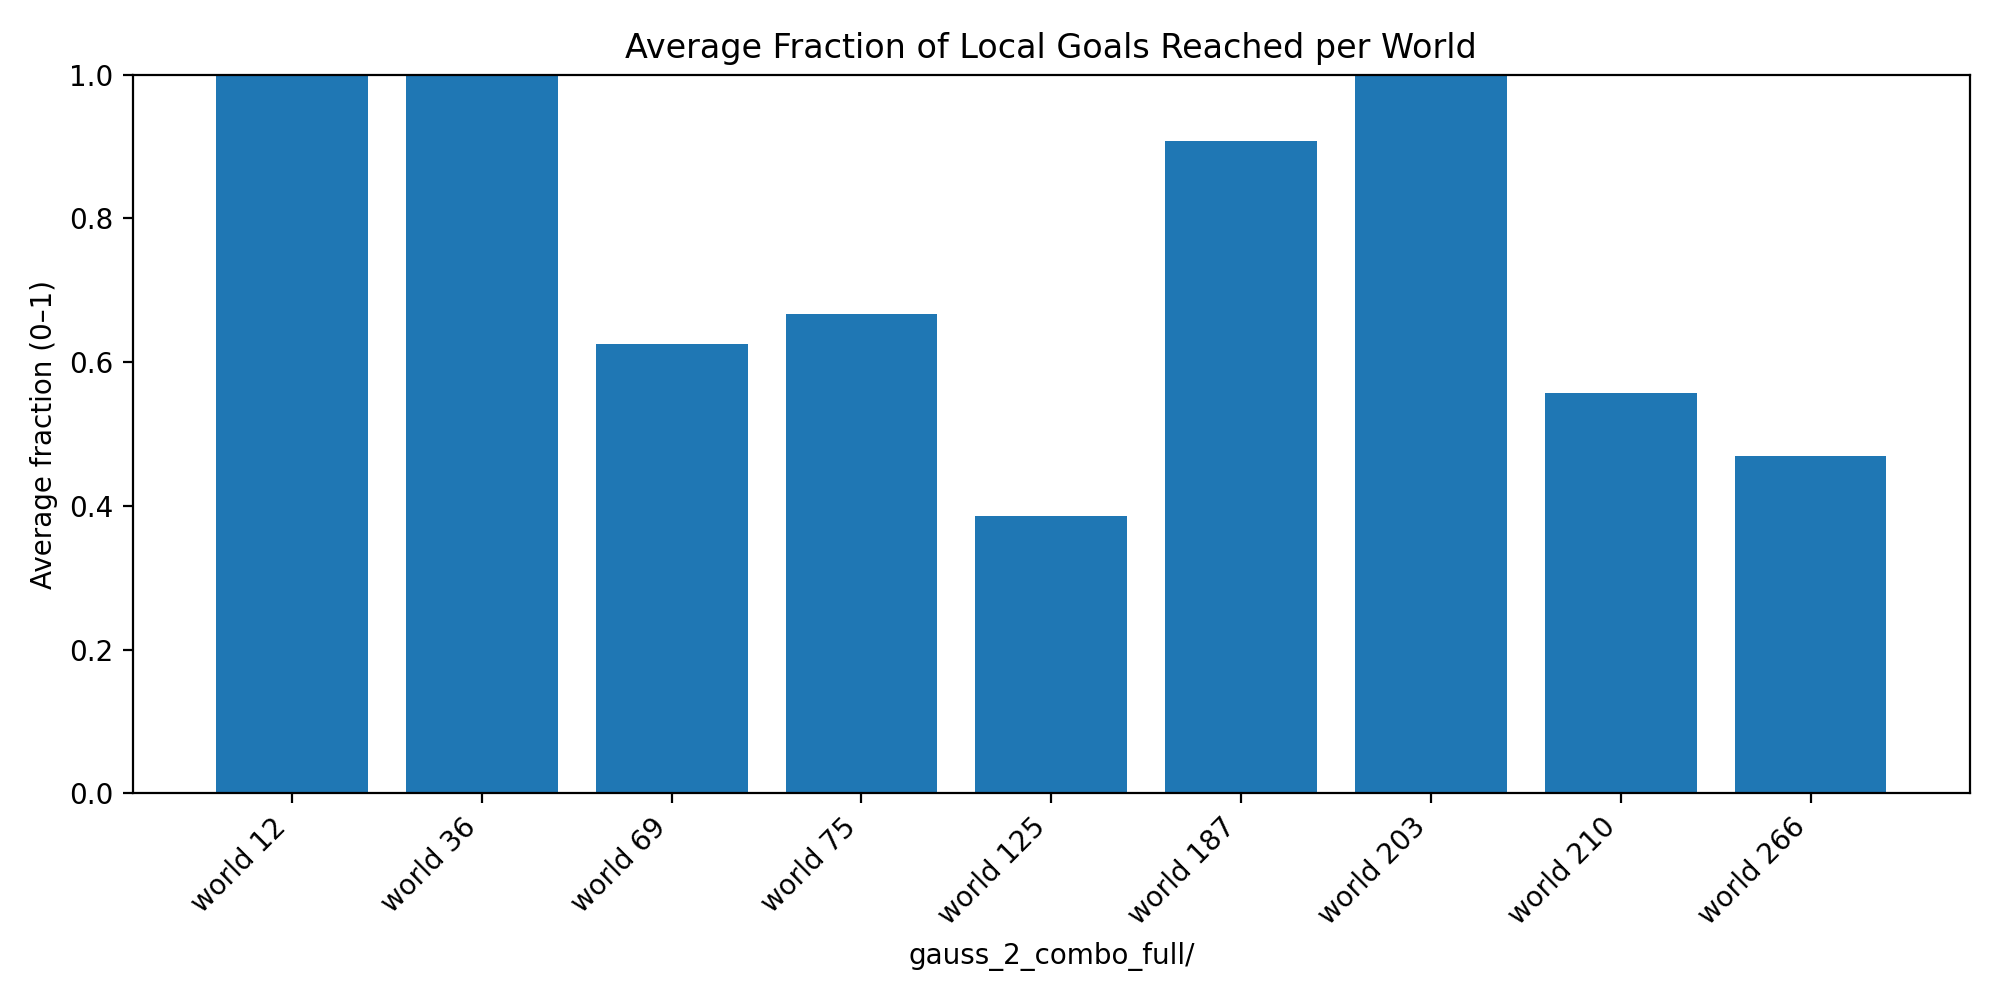 Average Fraction of Local Goals Reached per World
Average fraction (0–1)
1.0
0.8
0.6
0.4
0.2
0.0
world 12
world 36
world 69
world 75
world 125
world 187
world 203
world 210
world 266
gauss_2_combo_full/